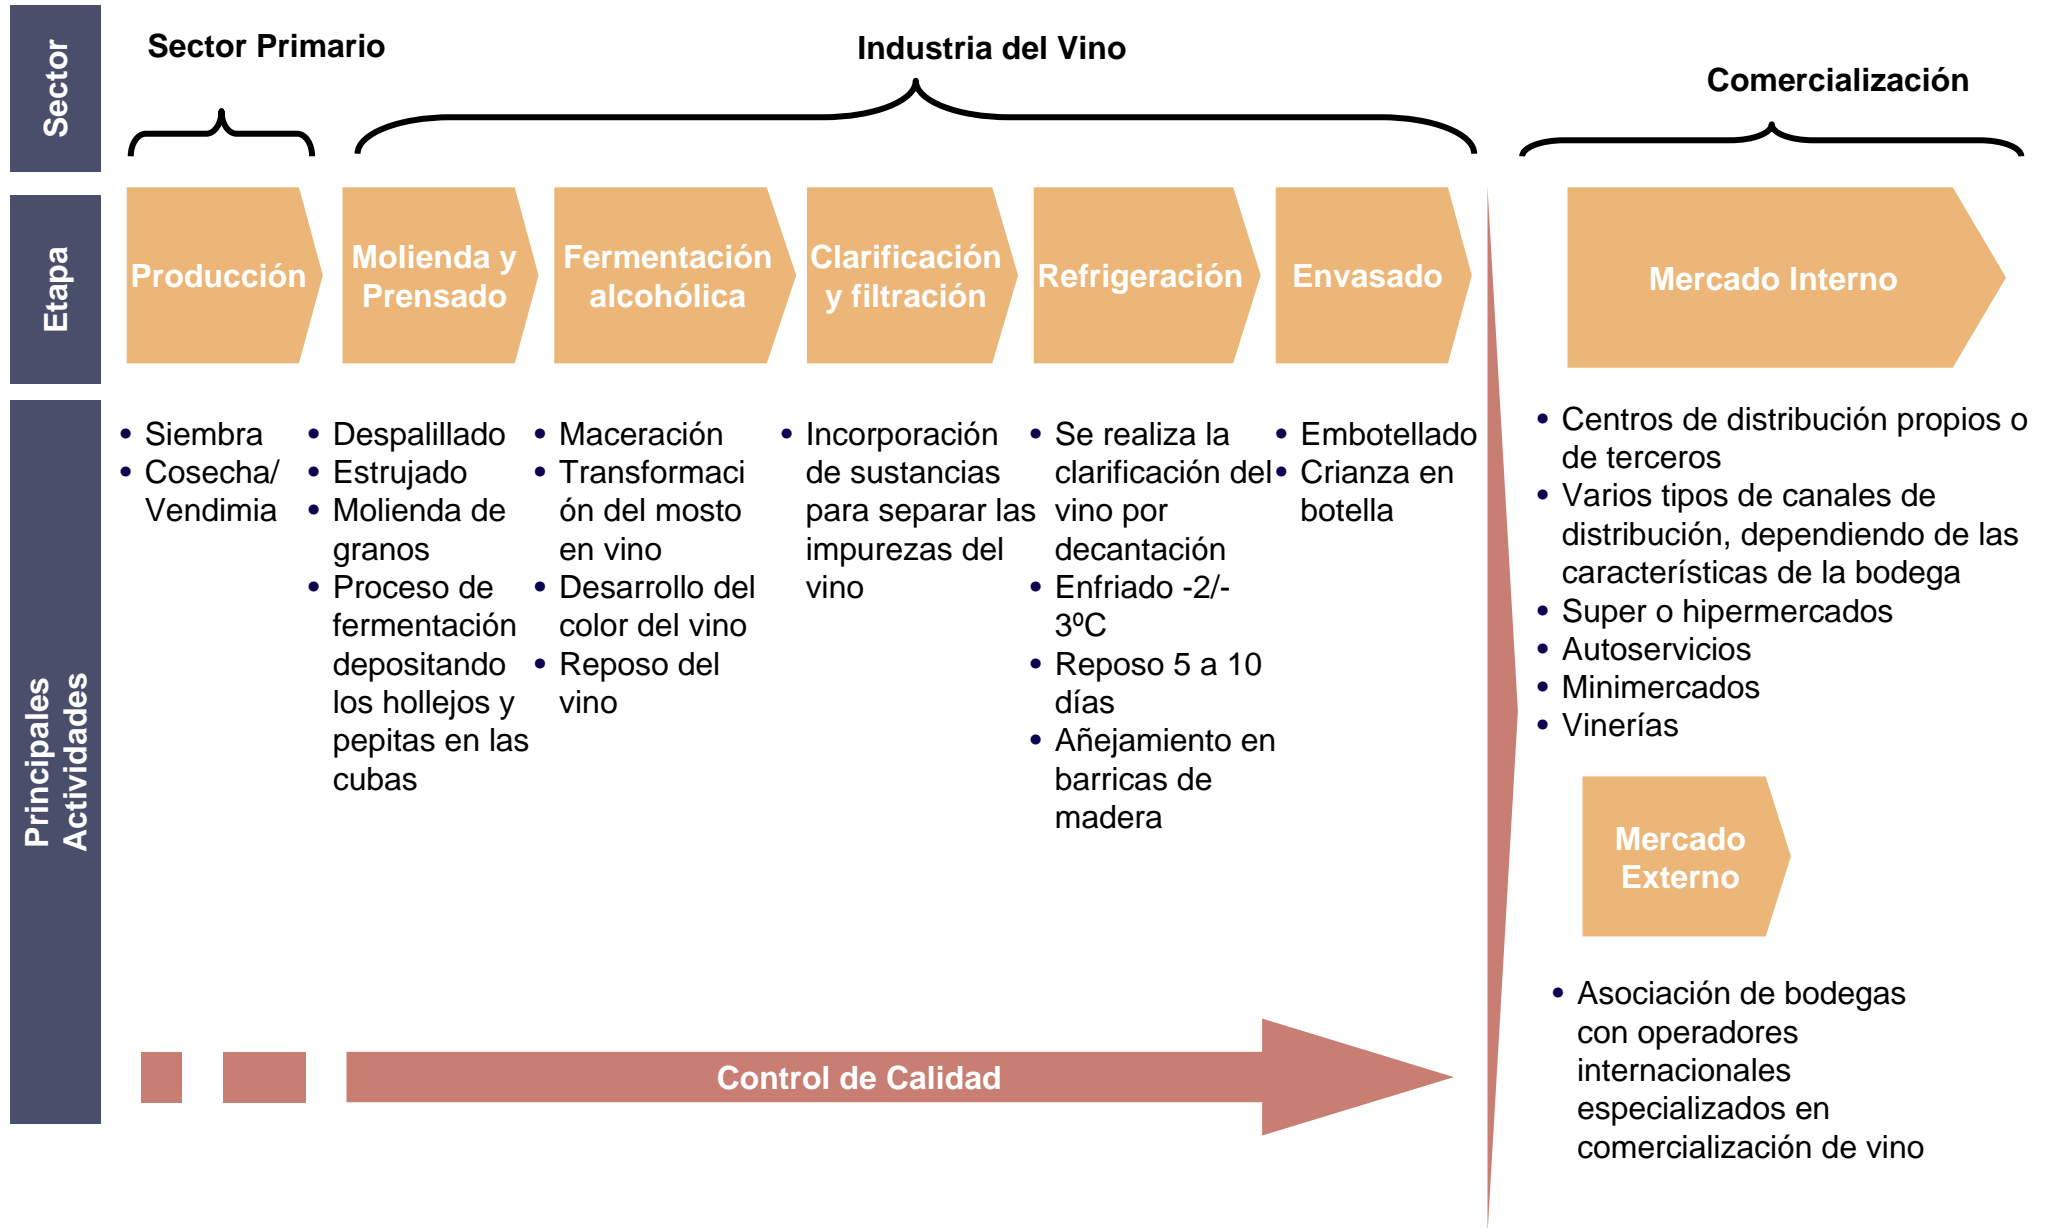 Sector
Sector Primario
Industria del Vino
Comercialización
Etapa
Producción
Molienda y
Prensado
Fermentación
alcohólica
Clarificación
y filtración
Refrigeración
Envasado
Mercado Interno
Principales
Actividades
• Siembra
• Cosecha/
Vendimia
• Despalillado
• Estrujado
• Molienda de
granos
• Proceso de
fermentación
depositando
los hollejos y
pepitas en las
cubas
• Maceración
• Transformaci
ón del mosto
en vino
• Desarrollo del
color del vino
• Reposo del
vino
• Incorporación
de sustancias
para separar las
impurezas del
vino
• Se realiza la
clarificación del
vino por
decantación
• Enfriado -2/-
3ºC
• Reposo 5 a 10
días
• Añejamiento en
barricas de
madera
• Embotellado
• Crianza en
botella
• Centros de distribución propios o
de terceros
• Varios tipos de canales de
distribución, dependiendo de las
características de la bodega
• Super o hipermercados
• Autoservicios
• Minimercados
• Vinerías
Mercado
Externo
• Asociación de bodegas
con operadores
internacionales
especializados en
comercialización de vino
Control de Calidad